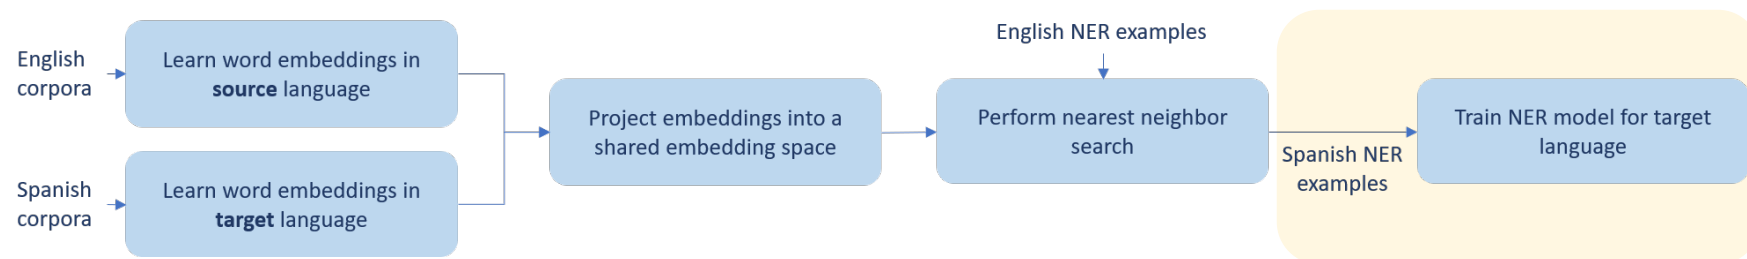 English
corpora
Learn word embeddings in
source language
Spanish
corpora
Learn word embeddings in
target language
Project embeddings into a
shared embedding space
English NER examples
Perform nearest neighbor
search
Spanish NER
examples
Train NER model for target
language